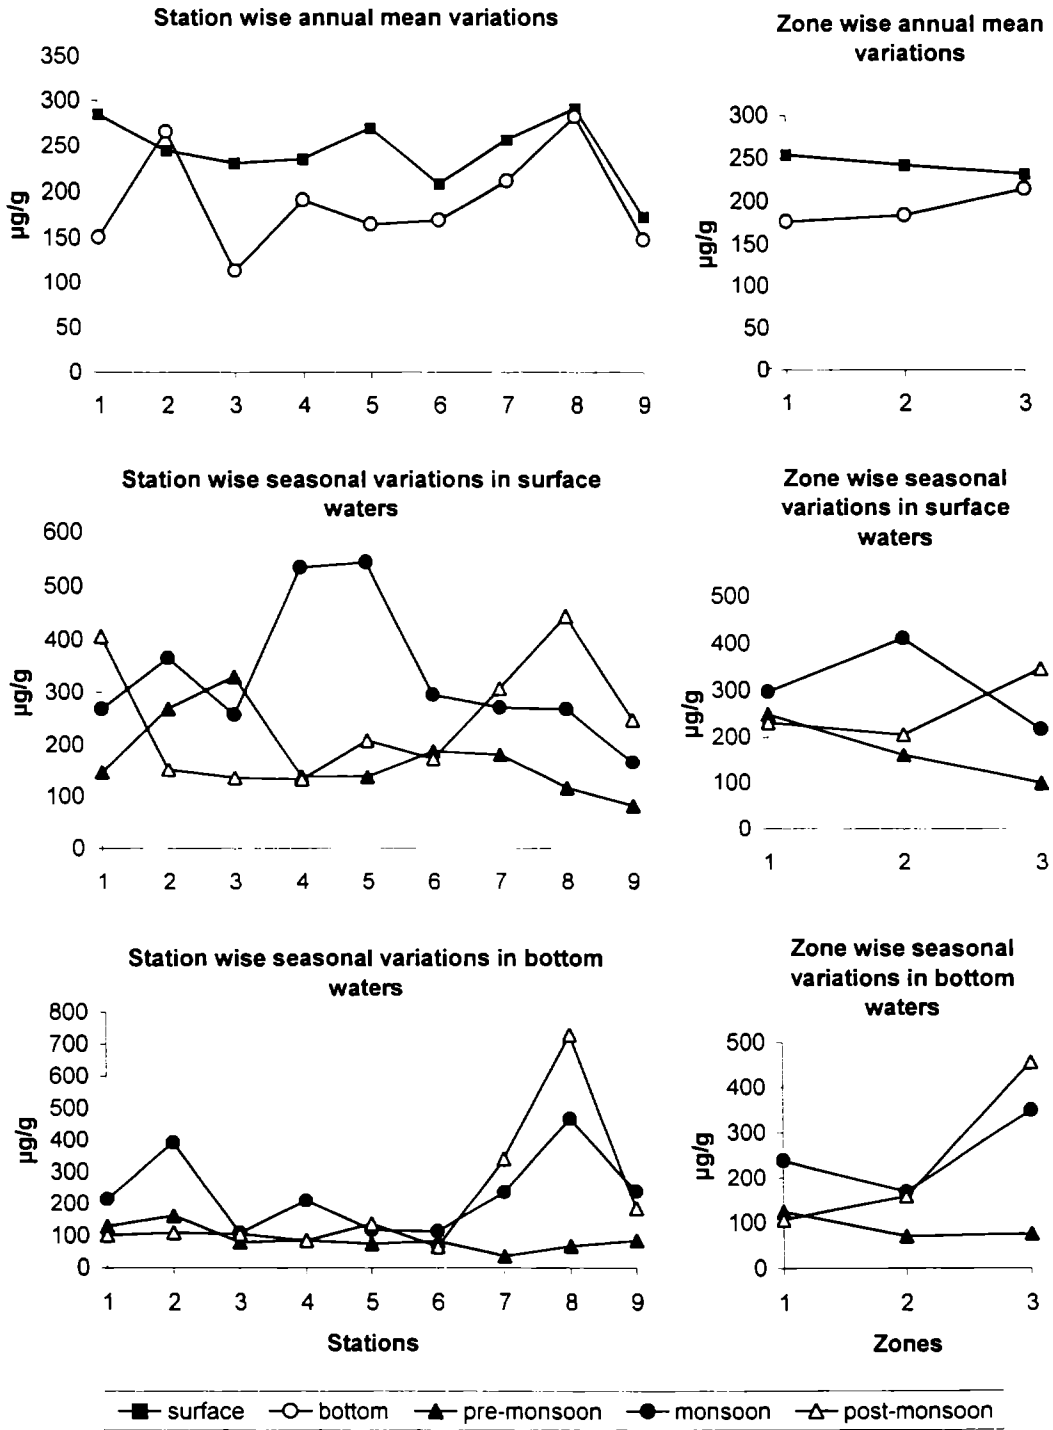 Station wise annual mean variations
350
300
250
200
150
100
50
0
µg/g
1 2 3 4 5 6 7 8 9
Zone wise annual mean
variations
300
250
200
150
100
50
0
µg/g
1 2 3
Station wise seasonal variations in surface
waters
600
500
400
300
200
100
0
µg/g
1 2 3 4 5 6 7 8 9
Zone wise seasonal
variations in surface
waters
500
400
300
200
100
0
µg/g
1 2 3
Station wise seasonal variations in bottom
waters
800
700
600
500
400
300
200
100
0
µg/g
1 2 3 4 5 6 7 8 9
Stations
Zone wise seasonal
variations in bottom
waters
500
400
300
200
100
0
µg/g
1 2 3
Zones
surface bottom pre-monsoon monsoon post-monsoon